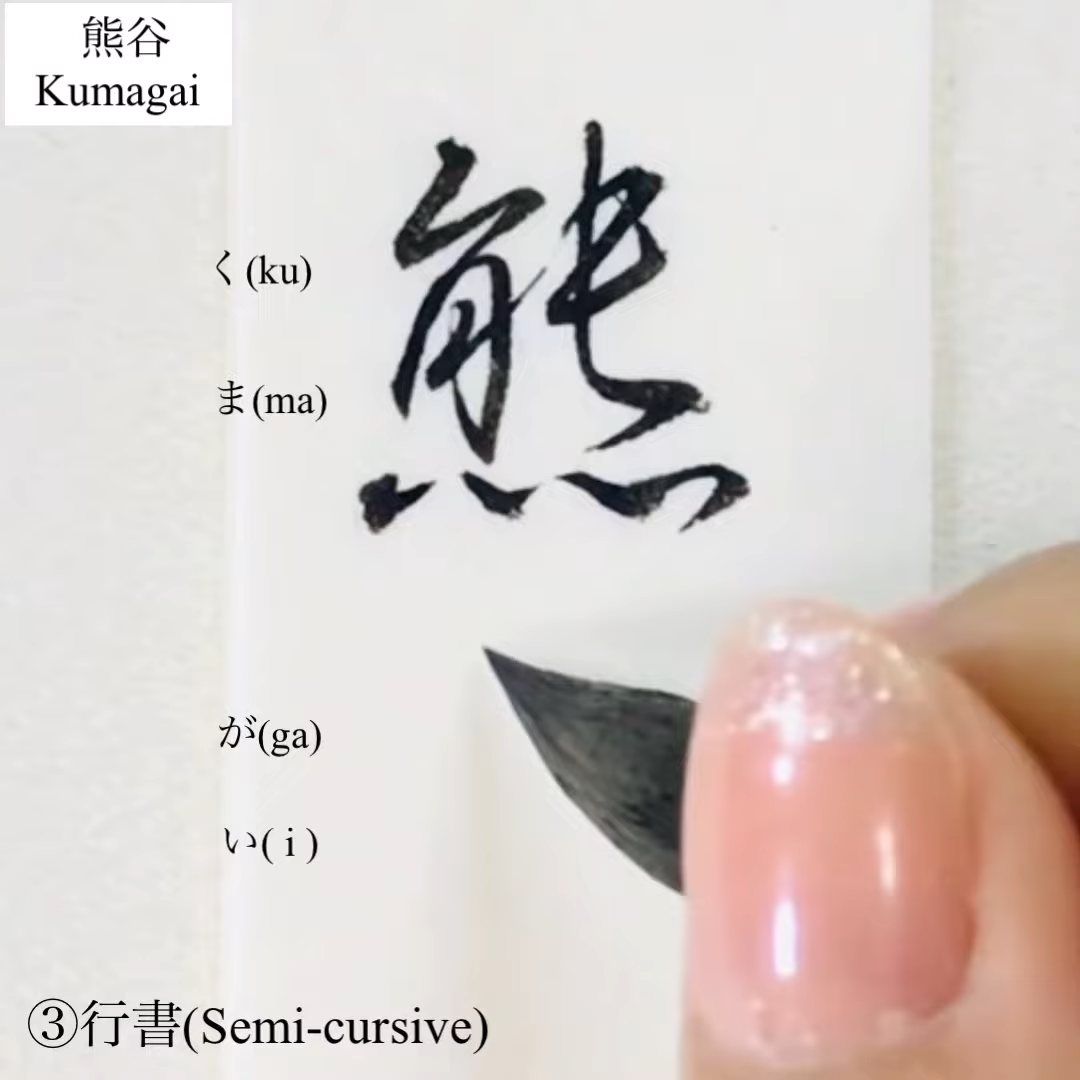 熊谷
Kumagai
熊
く(ku)
ま(ma)
が(ga)
い( i )
③行書(Semi-cursive)